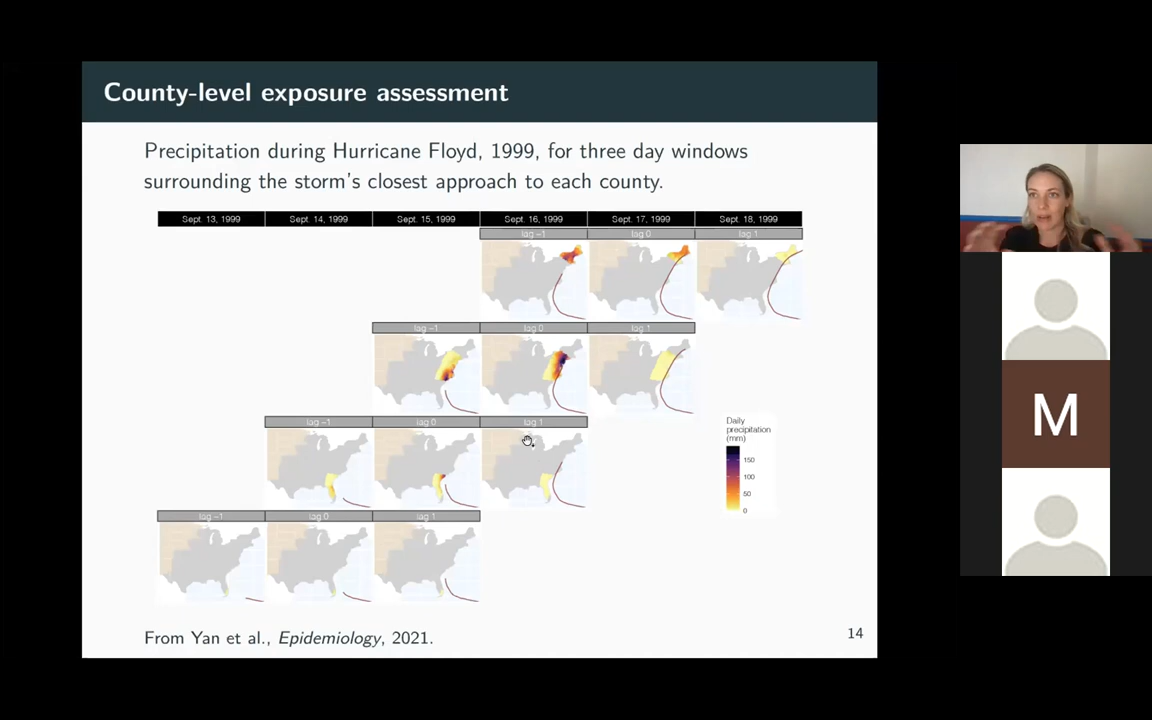 County-level exposure assessment
Precipitation during Hurricane Floyd, 1999, for three day windows
surrounding the storm's closest approach to each county.
Sept. 13, 1999 Sept. 14, 1999 Sept. 15, 1999 Sept. 16, 1999 Sept. 17, 1999 Sept. 18, 1999
lag -1 lag 0 lag 1
lag -1 lag 0 lag 1
lag -1 lag 0 lag 1
Daily
precipitation
(mm)
150
100
50
0
lag -1 lag 0 lag 1
From Yan et al., Epidemiology, 2021.
14
M